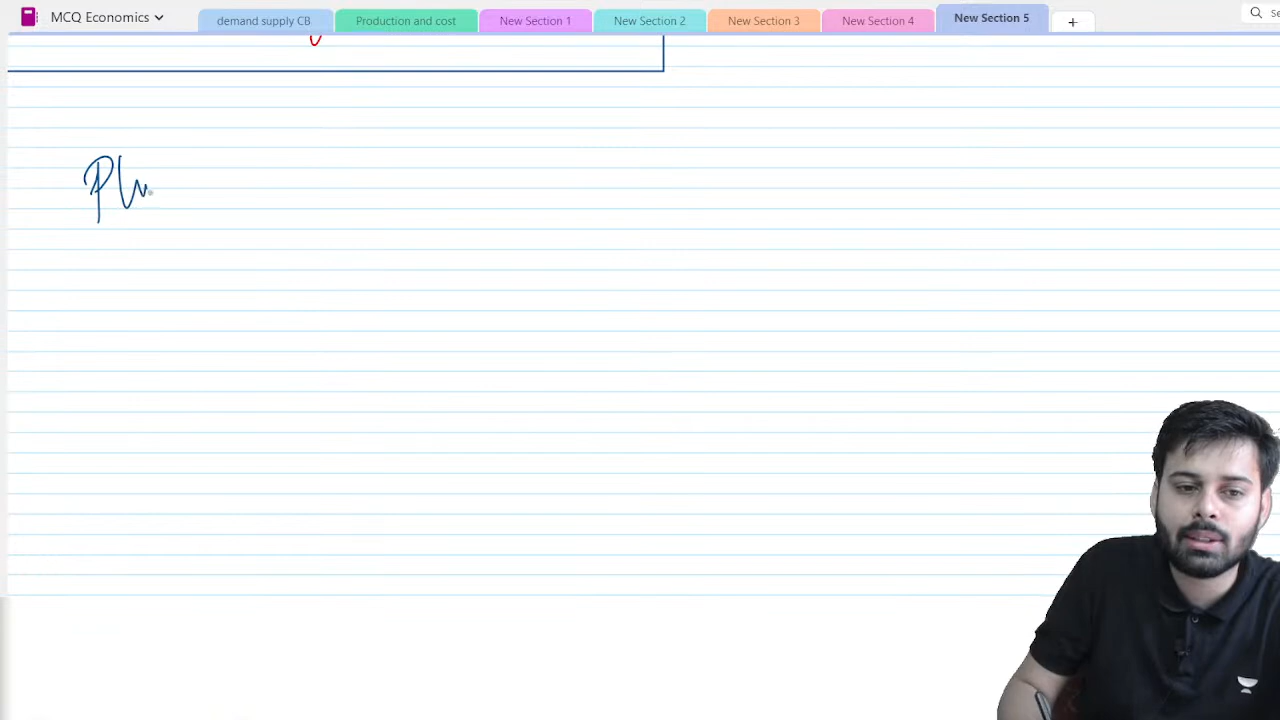 MCQ Economics
demand supply CB
Production and cost
New Section 1
New Section 2
New Section 3
New Section 4
New Section 5
+